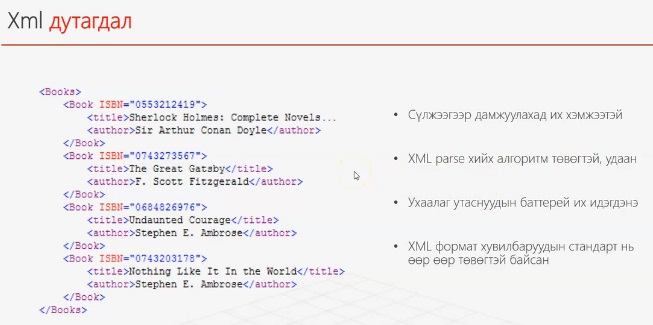 Xml дутагдал
<Books>
<Book ISBN="0553212419">
<title>Sherlock Holmes: Complete Novels...
<author>Sir Arthur Conan Doyle</author>
</Book>
<Book ISBN="0743273567">
<title>The Great Gatsby</title>
<author>F. Scott Fitzgerald</author>
</Book>
<Book ISBN="0684826976">
<title>Undaunted Courage</title>
<author>Stephen E. Ambrose</author>
</Book>
<Book ISBN="0743203178">
<title>Nothing Like It In the World</title>
<author>Stephen E. Ambrose</author>
</Book>
</Books>
• Сүлжээгээр дамжуулахад их хэмжээтэй
• XML parse хийх алгоритм төвөгтэй, удаан
• Ухаалаг утаснуудын баттерей их идэгдэнэ
• XML формат хувилбаруудын стандарт нь
өөр өөр төвөгтэй байсан